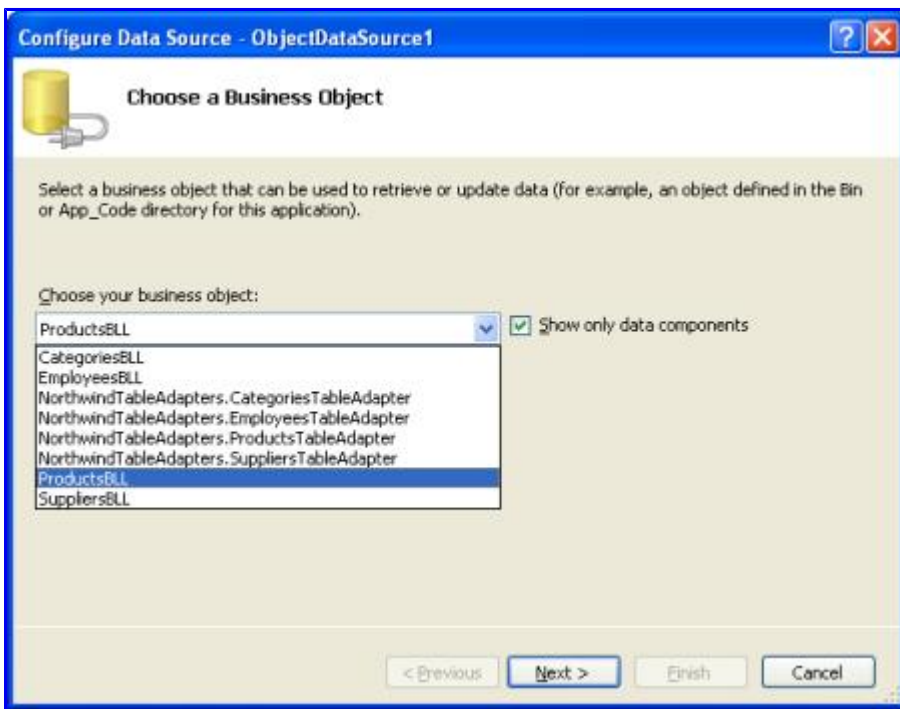 Configure Data Source - ObjectDataSource1
Choose a Business Object
Select a business object that can be used to retrieve or update data (for example, an object defined in the Bin
or App_Code directory for this application).
Choose your business object:
ProductsBLL
Show only data components
CategoriesBLL
EmployeesBLL
NorthwindTableAdapters.CategoriesTableAdapter
NorthwindTableAdapters.EmployeesTableAdapter
NorthwindTableAdapters.ProductsTableAdapter
NorthwindTableAdapters.SuppliersTableAdapter
ProductsBLL
SuppliersBLL
< Previous
Next >
Finish
Cancel